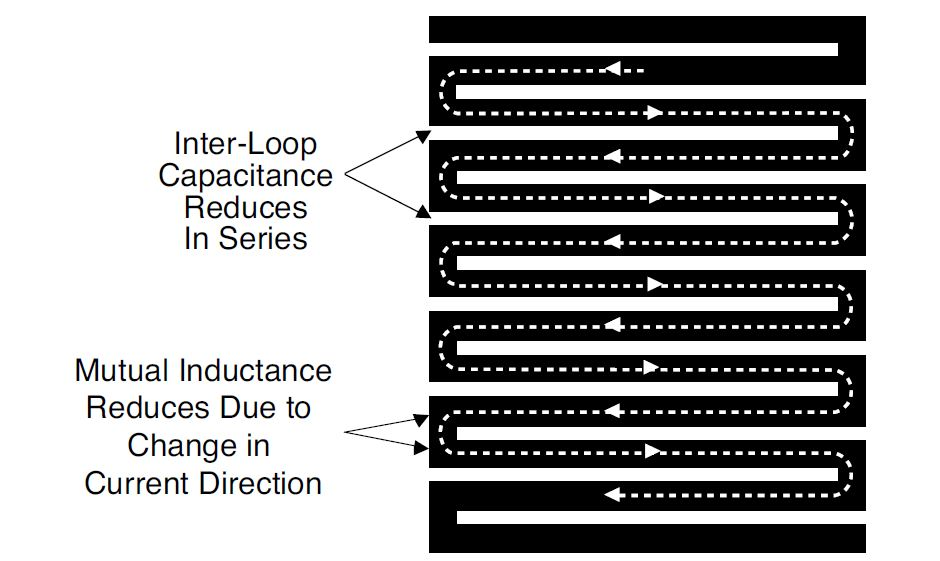 Inter-Loop
Capacitance
Reduces
In Series
Mutual Inductance
Reduces Due to
Change in
Current Direction